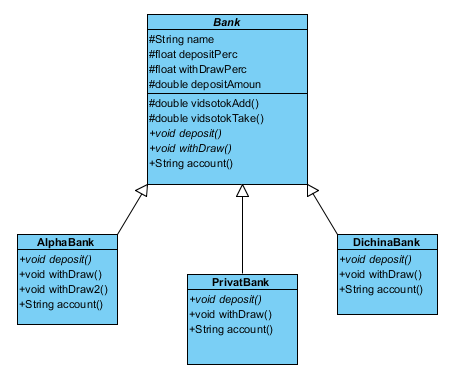 Bank
#String name
#float depositPerc
#float withDrawPerc
#double depositAmoun
#double vidsotokAdd()
#double vidsotokTake()
+void deposit()
+void withDraw()
+String account()
AlphaBank
+void deposit()
+void withDraw()
+void withDraw2()
+String account()
PrivatBank
+void deposit()
+void withDraw()
+String account()
DichinaBank
+void deposit()
+void withDraw()
+String account()